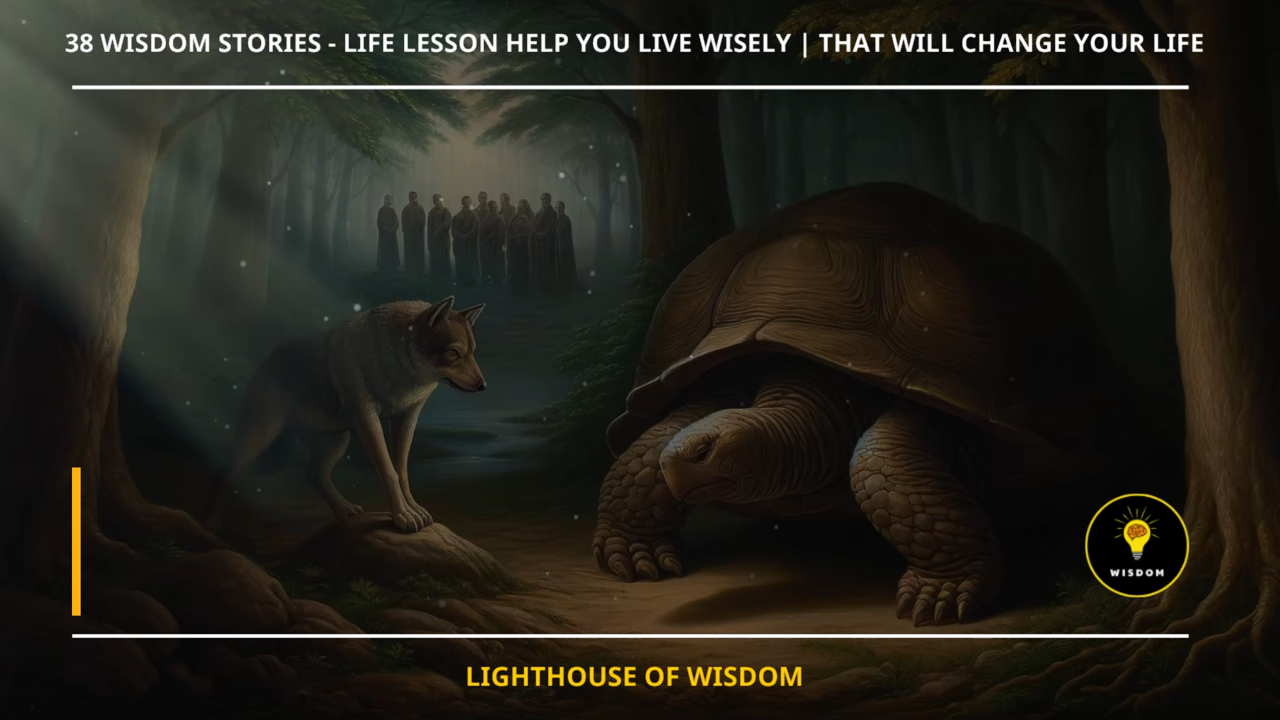 38 WISDOM STORIES - LIFE LESSON HELP YOU LIVE WISELY | THAT WILL CHANGE YOUR LIFE
WISDOM
LIGHTHOUSE OF WISDOM